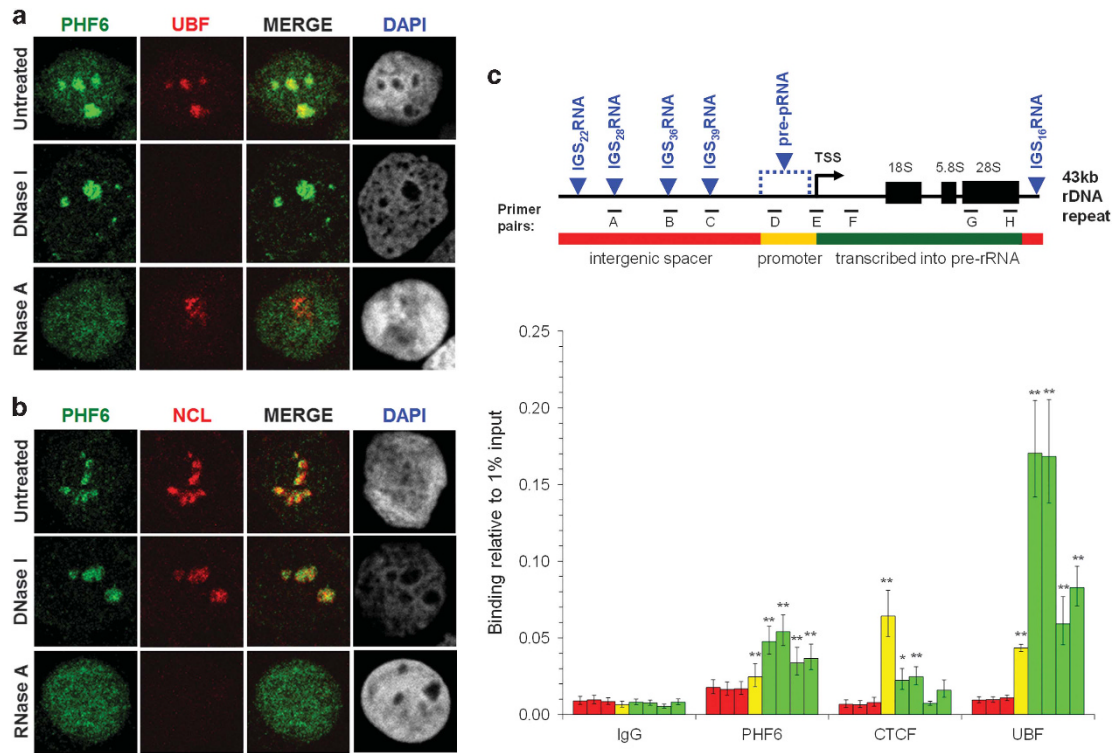 a
PHF6 UBF MERGE DAPI
Untreated
DNase I
RNase A
b
PHF6 NCL MERGE DAPI
Untreated
DNase I
RNase A
c
IGS22RNA
IGS28RNA
IGS36RNA
IGS39RNA
pre-pRNA
IGS16RNA
TSS
18S 5.8S 28S
43kb
rDNA
repeat
Primer
pairs:
A B C D E F G H
intergenic spacer promoter transcribed into pre-rRNA
Binding relative to 1% input
0.25
0.20
0.15
0.10
0.05
0.00
** ** ** ** **
** * **
** ** ** ** **
IgG PHF6 CTCF UBF